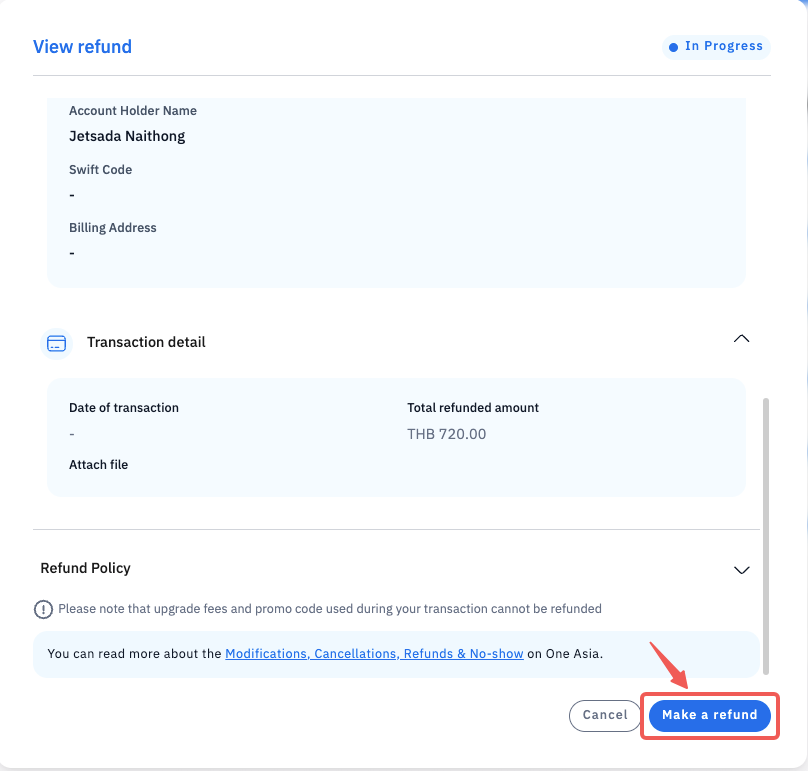 View refund
In Progress
Account Holder Name
Jetsada Naithong
Swift Code
-
Billing Address
-
Transaction detail
Date of transaction
-
Total refunded amount
THB 720.00
Attach file
Refund Policy
Please note that upgrade fees and promo code used during your transaction cannot be refunded
You can read more about the Modifications, Cancellations, Refunds & No-show on One Asia.
Cancel
Make a refund